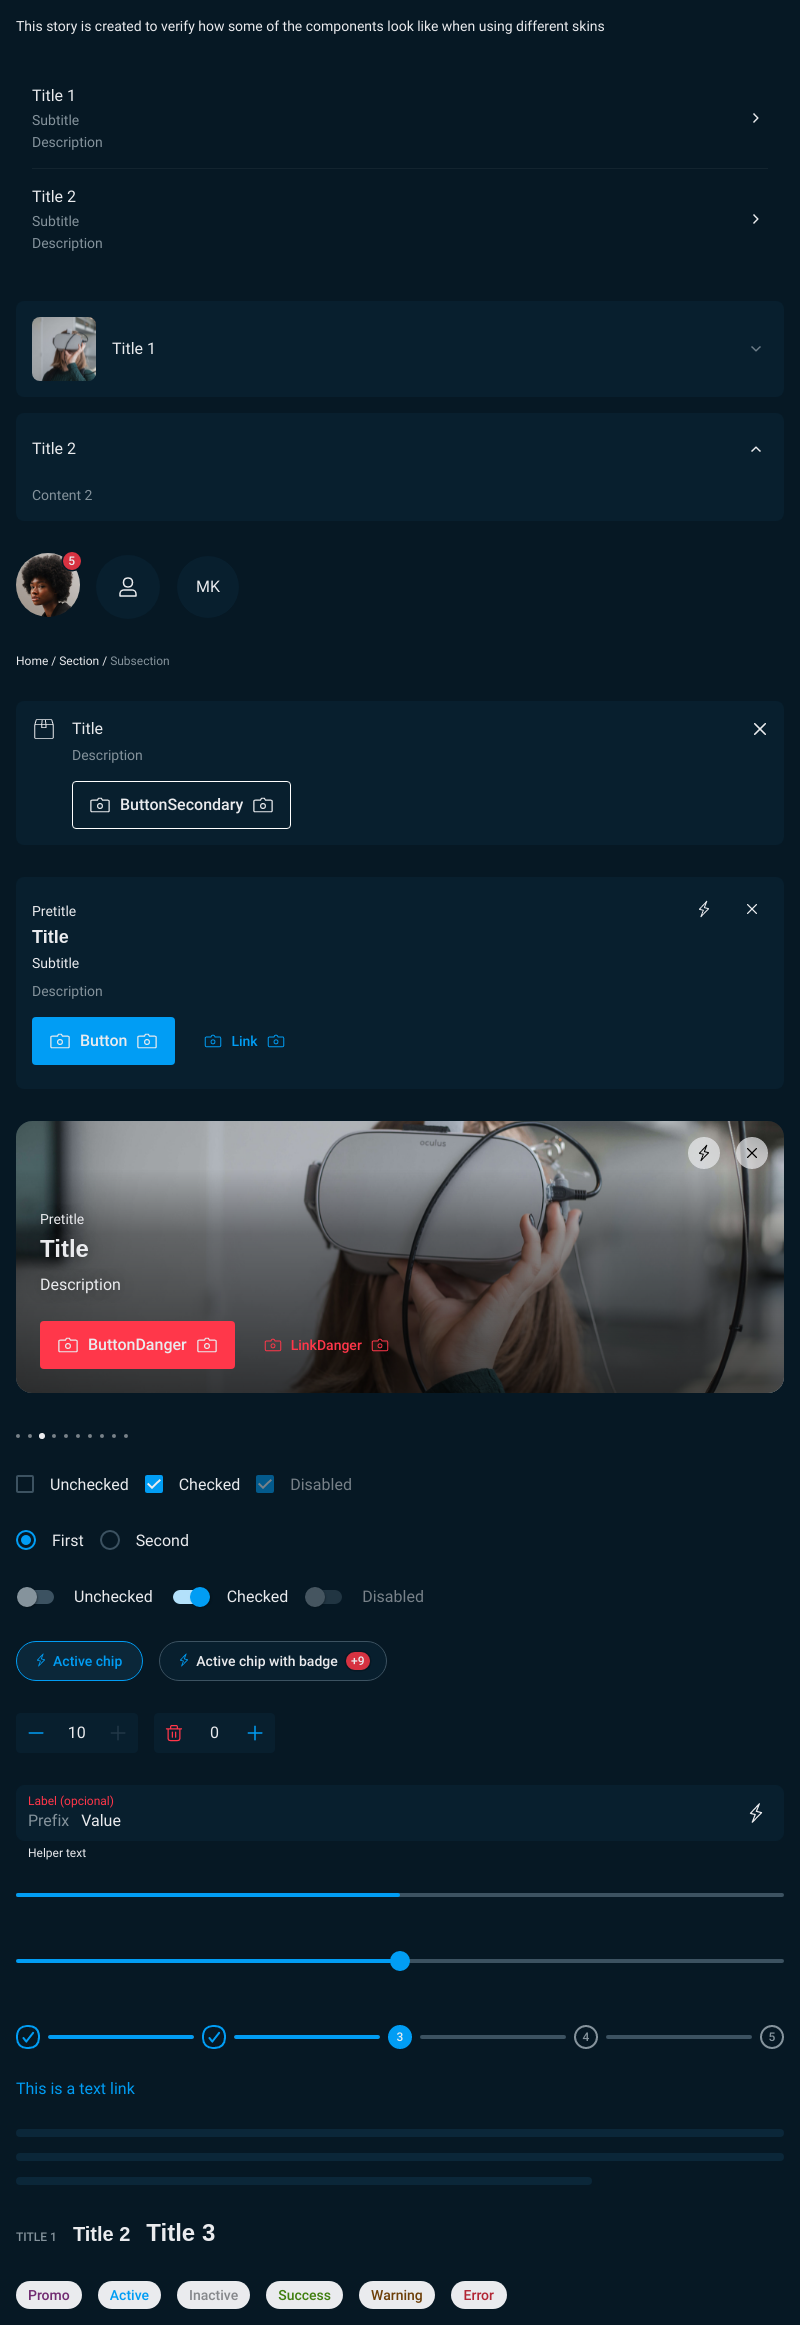 This story is created to verify how some of the components look like when using different skins
Title 1
Subtitle
Description
Title 2
Subtitle
Description
Title 1
Title 2
Content 2
5
MK
Home / Section / Subsection
Title
Description
ButtonSecondary
Pretitle
Title
Subtitle
Description
Button Link
oculus
Pretitle
Title
Description
ButtonDanger LinkDanger
Unchecked Checked Disabled
First Second
Unchecked Checked Disabled
Active chip Active chip with badge +9
10 0
Label (opcional)
Prefix Value
Helper text
3 4 5
This is a text link
TITLE 1 Title 2 Title 3
Promo Active Inactive Success Warning Error